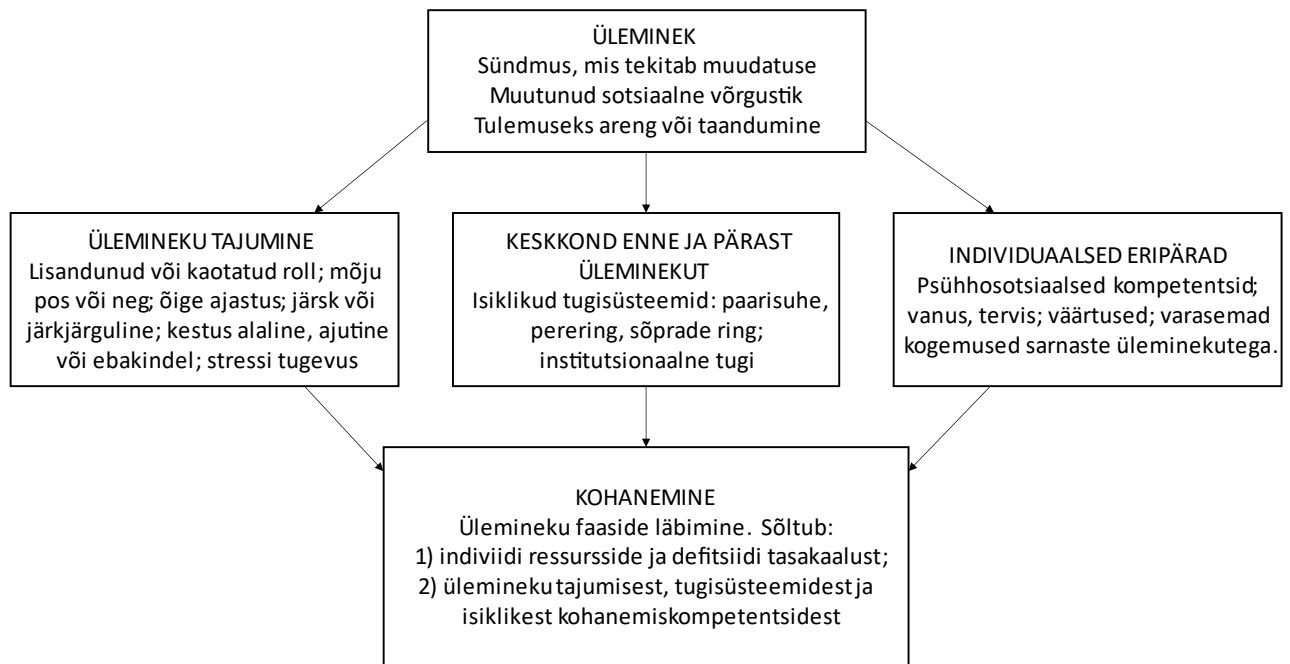 ÜLEMINEK
Sündmus, mis tekitab muudatuse
Muutunud sotsiaalne võrgustik
Tulemuseks areng või taandumine
ÜLEMINEKU TAJUMINE
Lisandunud või kaotatud roll; mõju
pos või neg; õige ajastus; järsk või
järkjärguline; kestus alaline, ajutine
või ebakindel; stressi tugevus
KESKKOND ENNE JA PÄRAST
ÜLEMINEKUT
Isiklikud tugisüsteemid: paarisuhe,
perering, sõprade ring;
institutsionaalne tugi
INDIVIDUAALSED ERIPÄRAD
Psühhosotsiaalsed kompetentsid;
vanus, tervis; väärtused; varasemad
kogemused sarnaste üleminekutega.
KOHANEMINE
Ülemineku faaside läbimine. Sõltub:
1) indiviidi ressursside ja defitsiidi tasakaalust;
2) ülemineku tajumisest, tugisüsteemidest ja
isiklikest kohanemiskompetentsidest